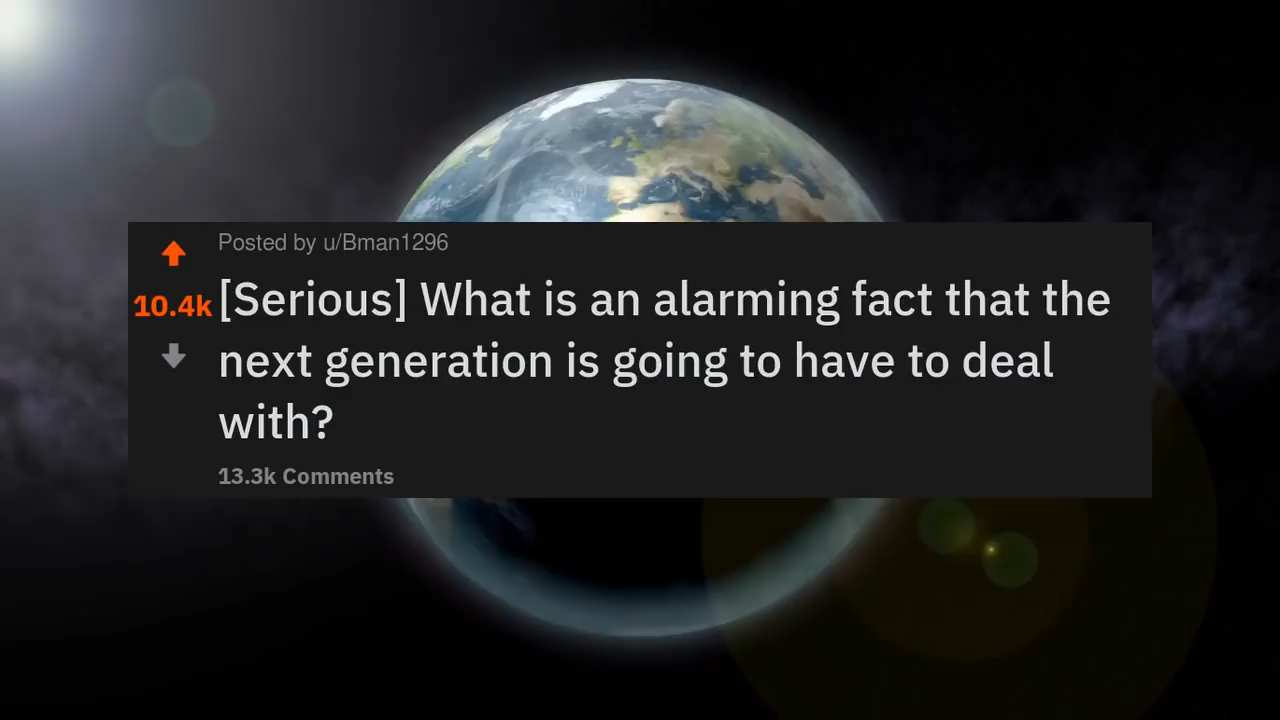 Posted by u/Bman1296
10.4k
[Serious] What is an alarming fact that the
next generation is going to have to deal
with?
13.3k Comments